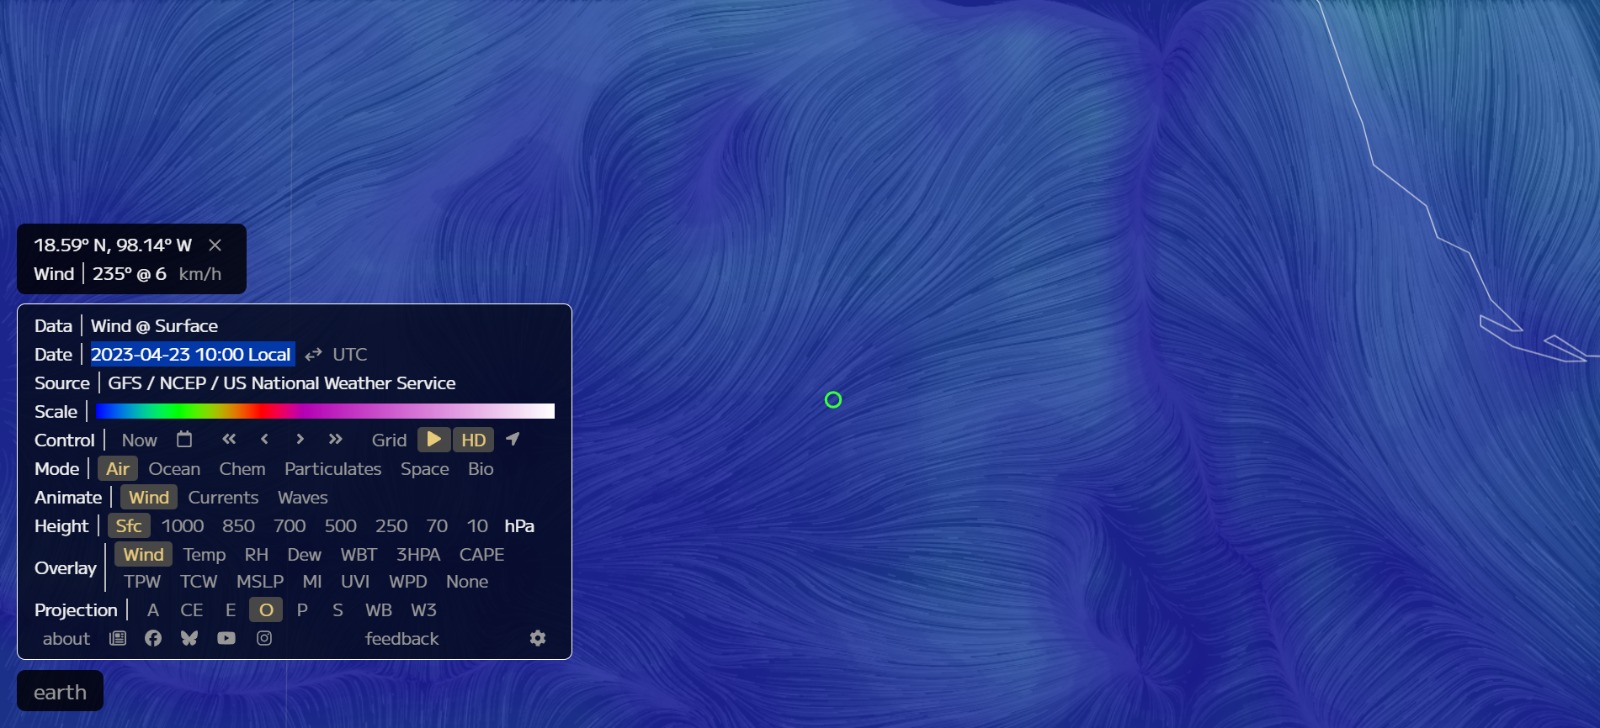 18.59° N, 98.14° W ×
Wind | 235° @ 6 km/h
Data | Wind @ Surface
Date | 2023-04-23 10:00 Local ⇄ UTC
Source | GFS / NCEP / US National Weather Service
Scale |
Control | Now « ‹ › » Grid HD
Mode | Air Ocean Chem Particulates Space Bio
Animate | Wind Currents Waves
Height | Sfc 1000 850 700 500 250 70 10 hPa
Overlay | Wind Temp RH Dew WBT 3HPA CAPE
TPW TCW MSLP MI UVI WPD None
Projection | A CE E O P S WB W3
about feedback
earth